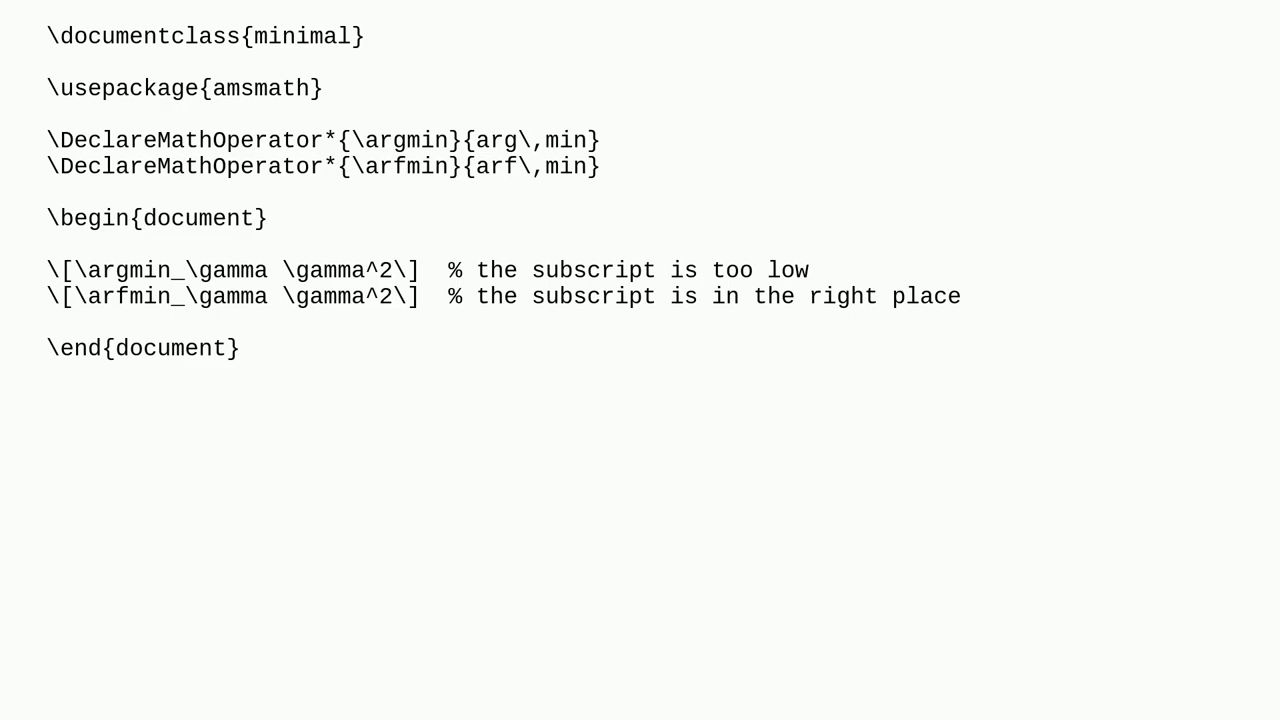 \documentclass{minimal}
\usepackage{amsmath}
\DeclareMathOperator*{\argmin}{arg\,min}
\DeclareMathOperator*{\arfmin}{arf\,min}
\begin{document}
\[\argmin_\gamma \gamma^2\]  % the subscript is too low
\[\arfmin_\gamma \gamma^2\]  % the subscript is in the right place
\end{document}